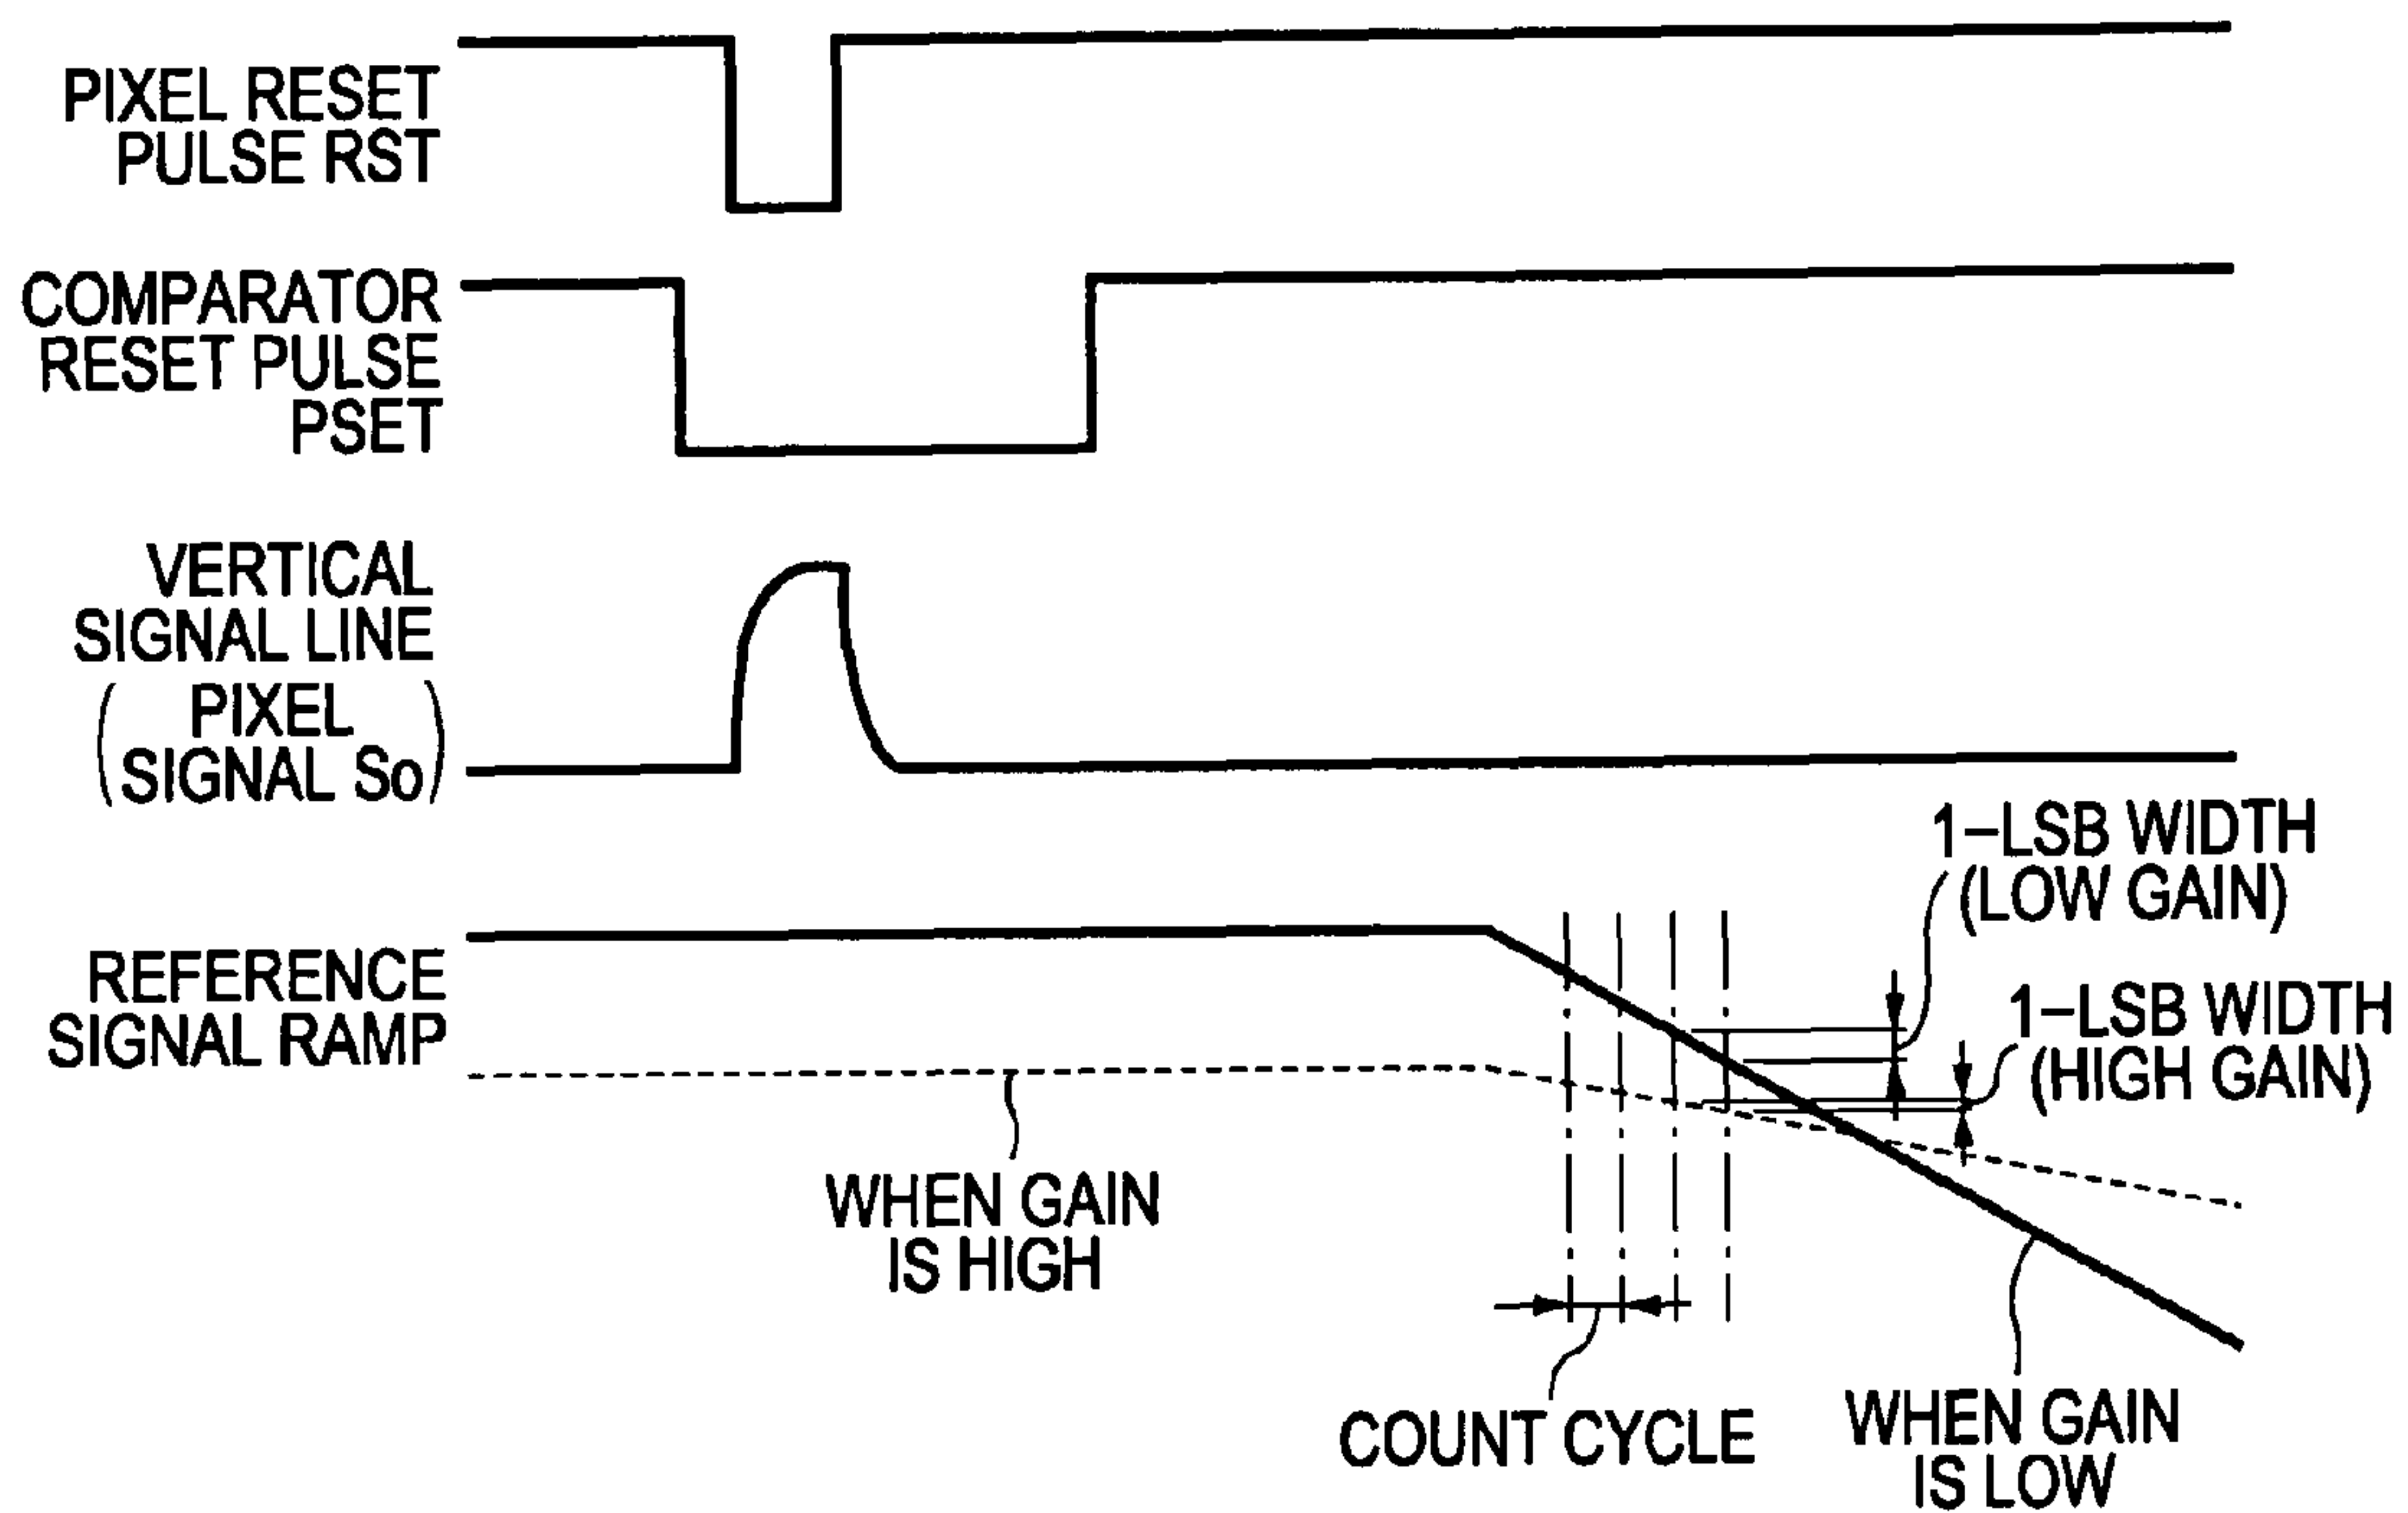 PIXEL RESET
PULSE RST
COMPARATOR
RESET PULSE
PSET
VERTICAL
SIGNAL LINE
(PIXEL
SIGNAL So)
1-LSB WIDTH
(LOW GAIN)
REFERENCE
SIGNAL RAMP
1-LSB WIDTH
(HIGH GAIN)
WHEN GAIN
IS HIGH
COUNT CYCLE
WHEN GAIN
IS LOW